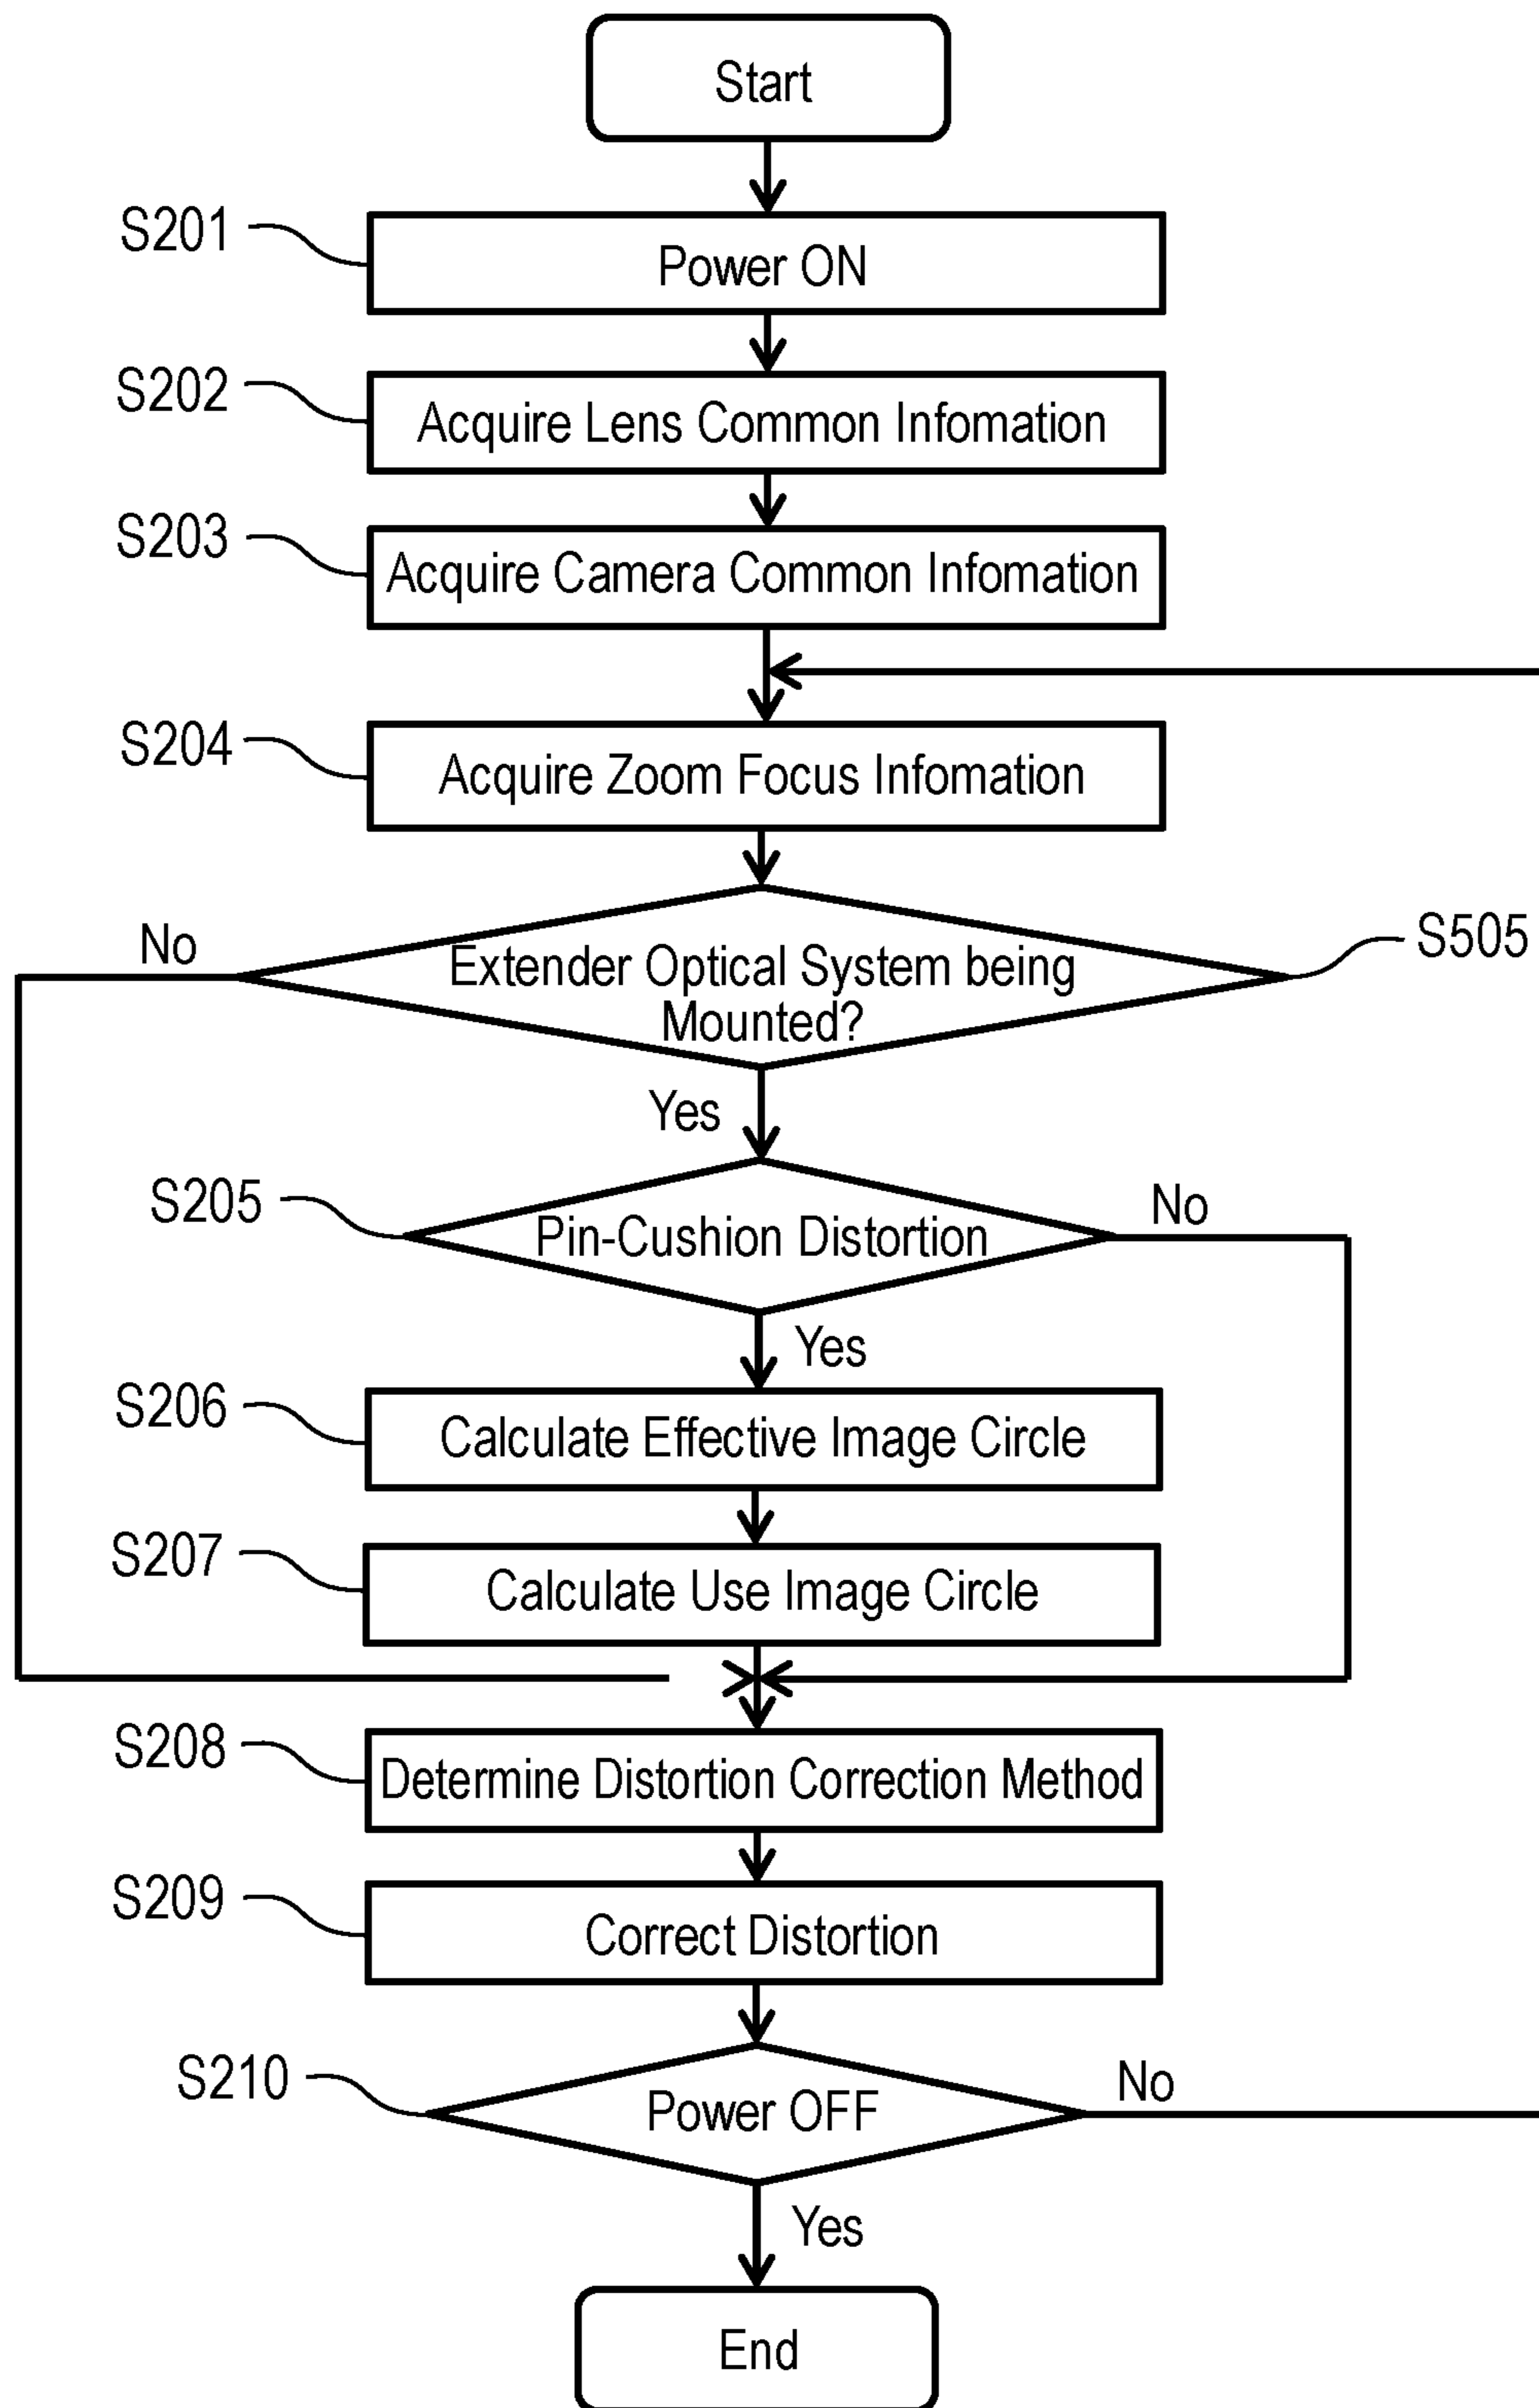 Start
S201
Power ON
S202
Acquire Lens Common Infomation
S203
Acquire Camera Common Infomation
S204
Acquire Zoom Focus Infomation
No
Extender Optical System being
Mounted?
S505
Yes
S205
Pin-Cushion Distortion
No
Yes
S206
Calculate Effective Image Circle
S207
Calculate Use Image Circle
S208
Determine Distortion Correction Method
S209
Correct Distortion
S210
Power OFF
No
Yes
End